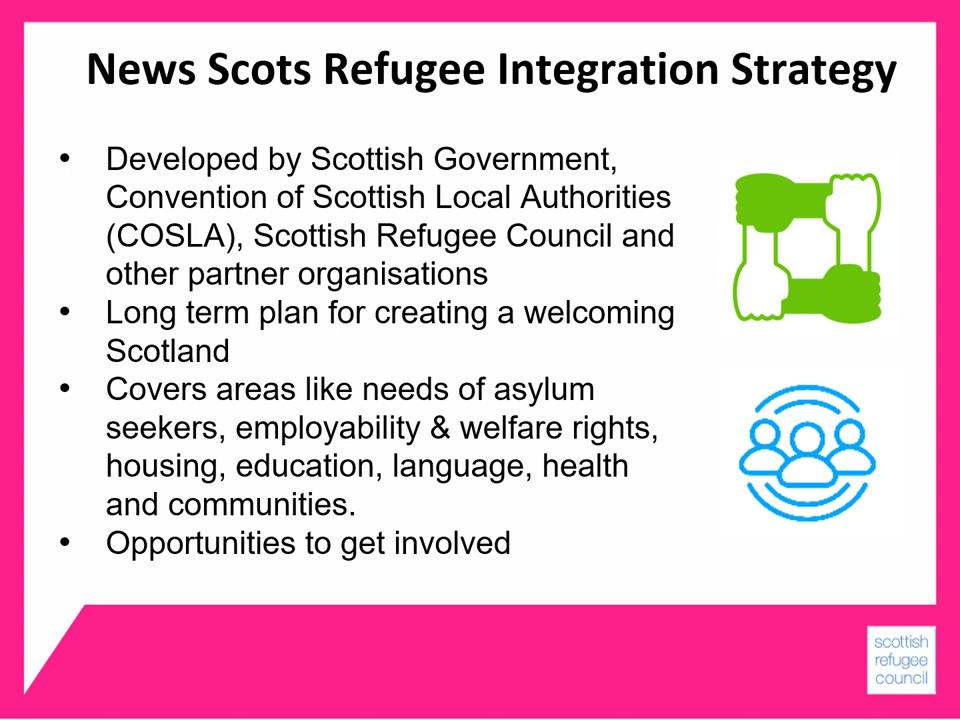 News Scots Refugee Integration Strategy
• Developed by Scottish Government,
Convention of Scottish Local Authorities
(COSLA), Scottish Refugee Council and
other partner organisations
• Long term plan for creating a welcoming
Scotland
• Covers areas like needs of asylum
seekers, employability & welfare rights,
housing, education, language, health
and communities.
• Opportunities to get involved
scottish
refugee
council